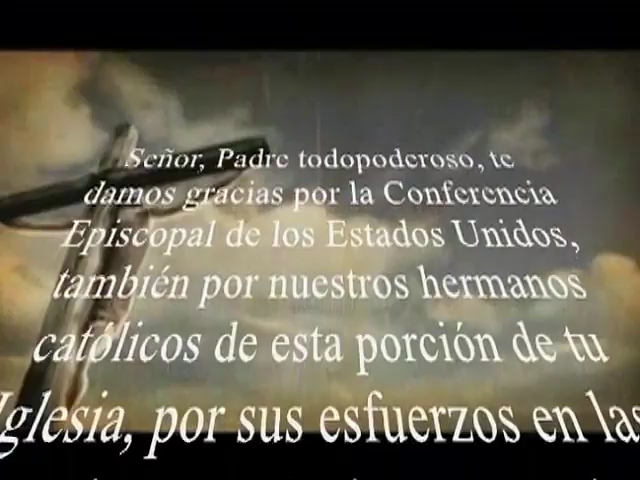 Señor, Padre todopoderoso, te
damos gracias por la Conferencia
Episcopal de los Estados Unidos,
también por nuestros hermanos
católicos de esta porción de tu
Iglesia, por sus esfuerzos en las